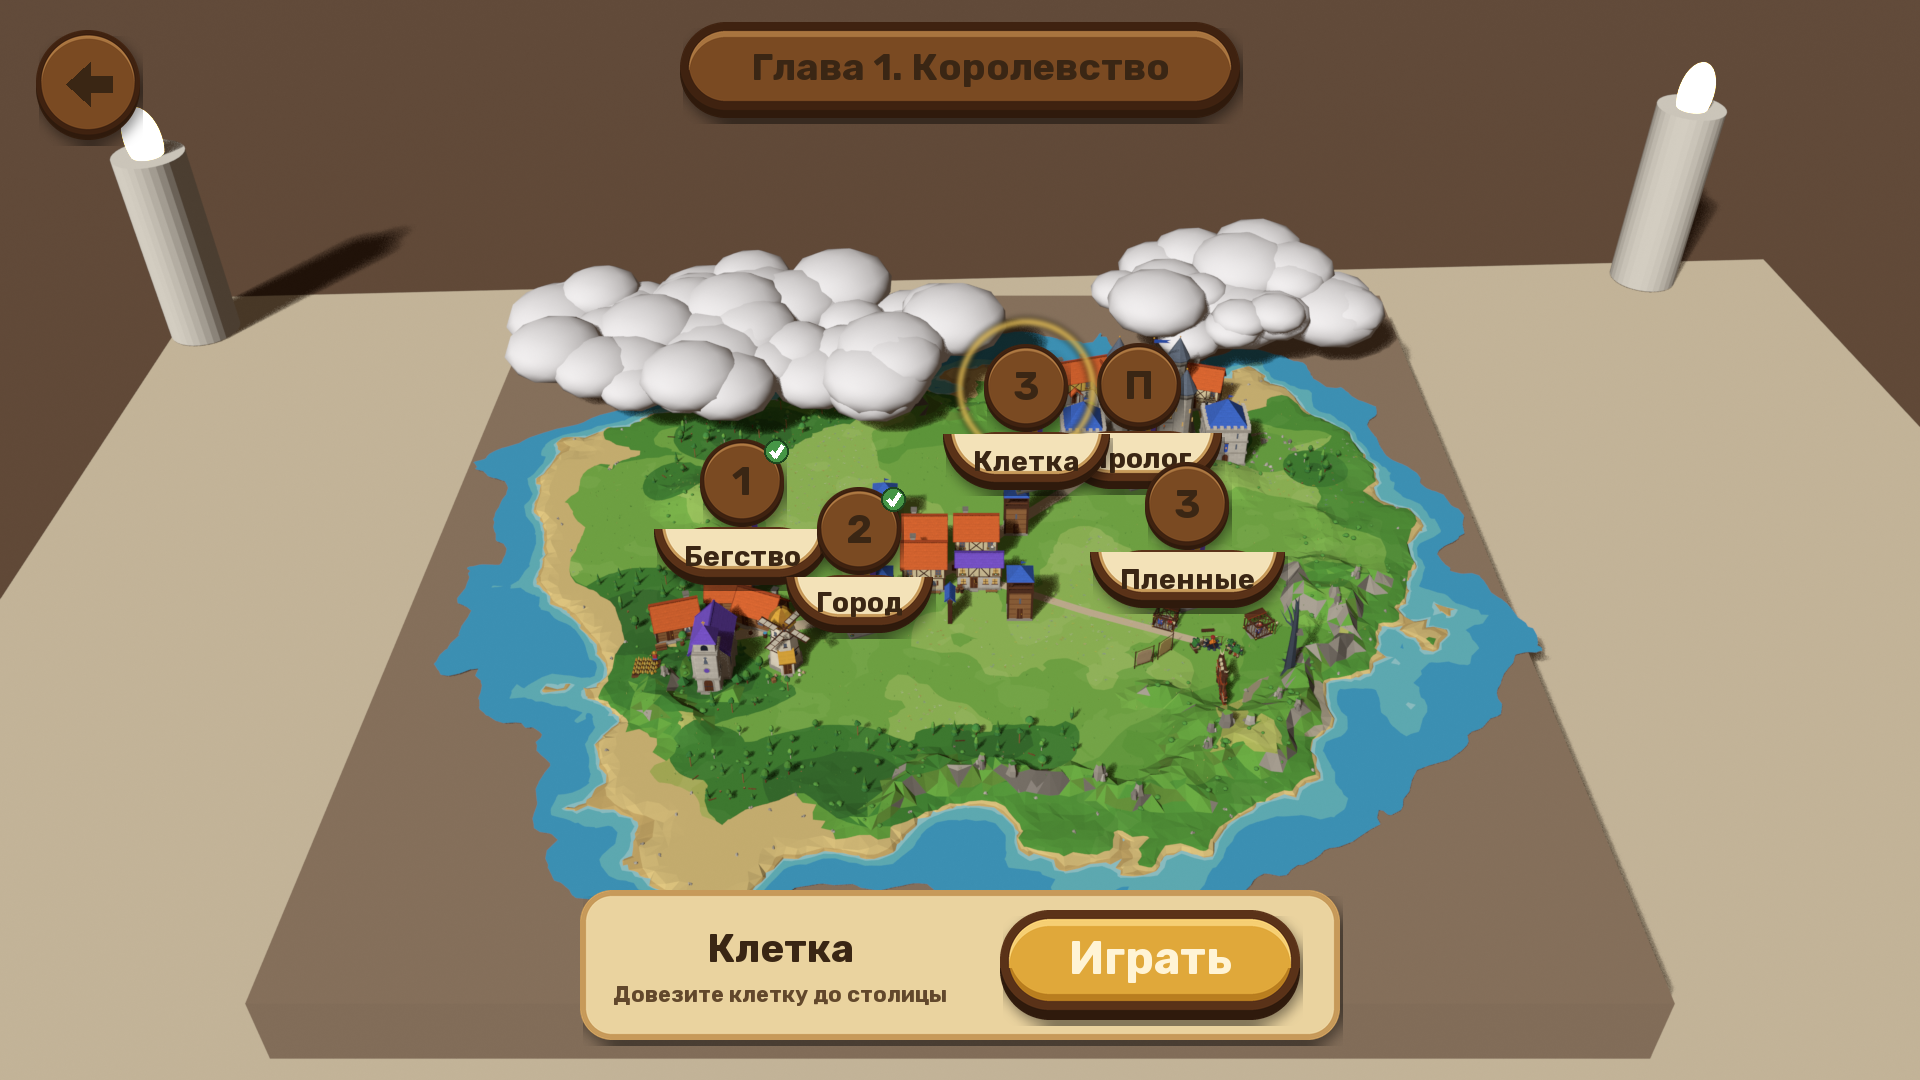 Глава 1. Королевство
3
П
Клетка
1
3
2
Бегство
Пленные
Город
Клетка
Играть
Довезите клетку до столицы